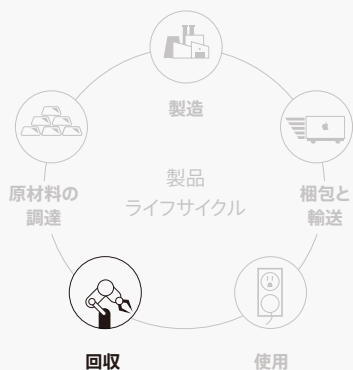 製造
原材料の
調達
製品
ライフサイクル
梱包と
輸送
回収
使用